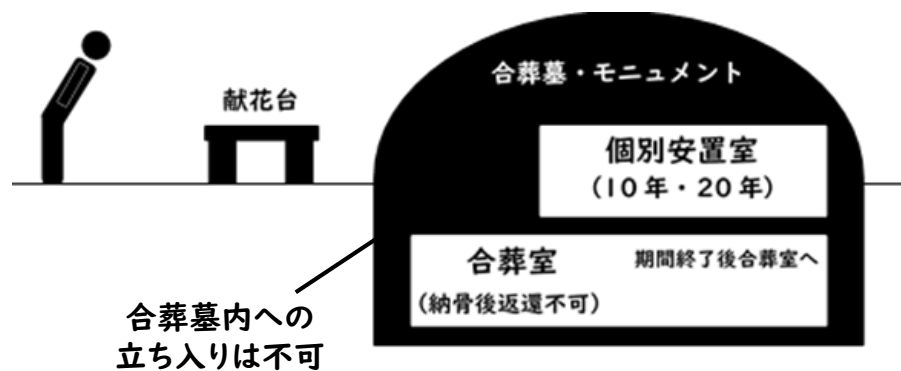 合葬墓・モニュメント
献花台
個別安置室
（10年・20年）
合葬室 期間終了後合葬室へ
（納骨後返還不可）
合葬墓内への
立ち入りは不可